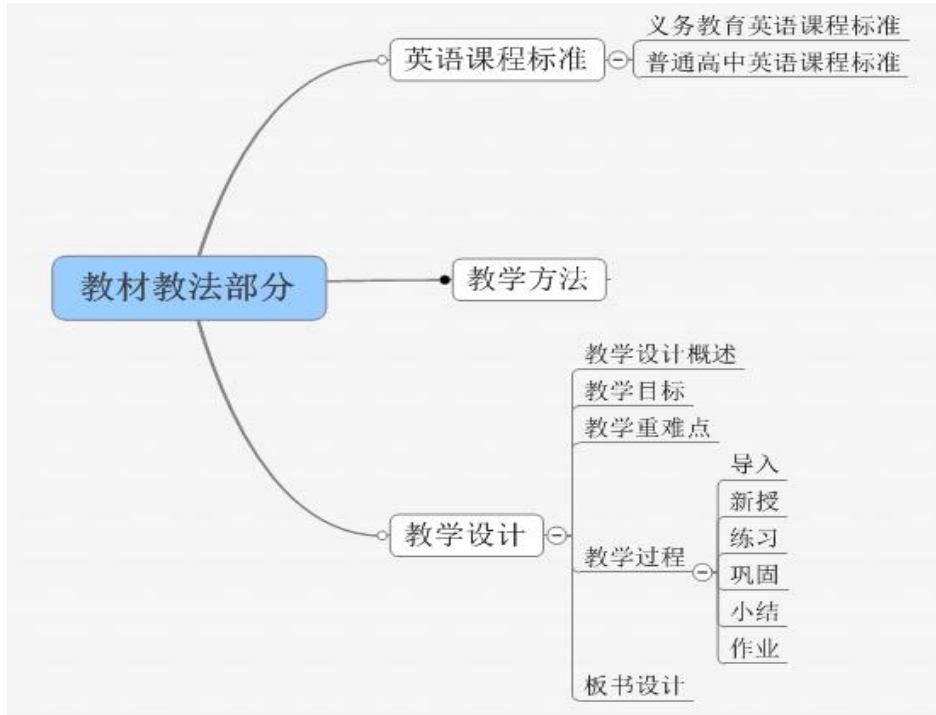 教材教法部分
英语课程标准
义务教育英语课程标准
普通高中英语课程标准
教学方法
教学设计
教学设计概述
教学目标
教学重难点
教学过程
导入
新授
练习
巩固
小结
作业
板书设计